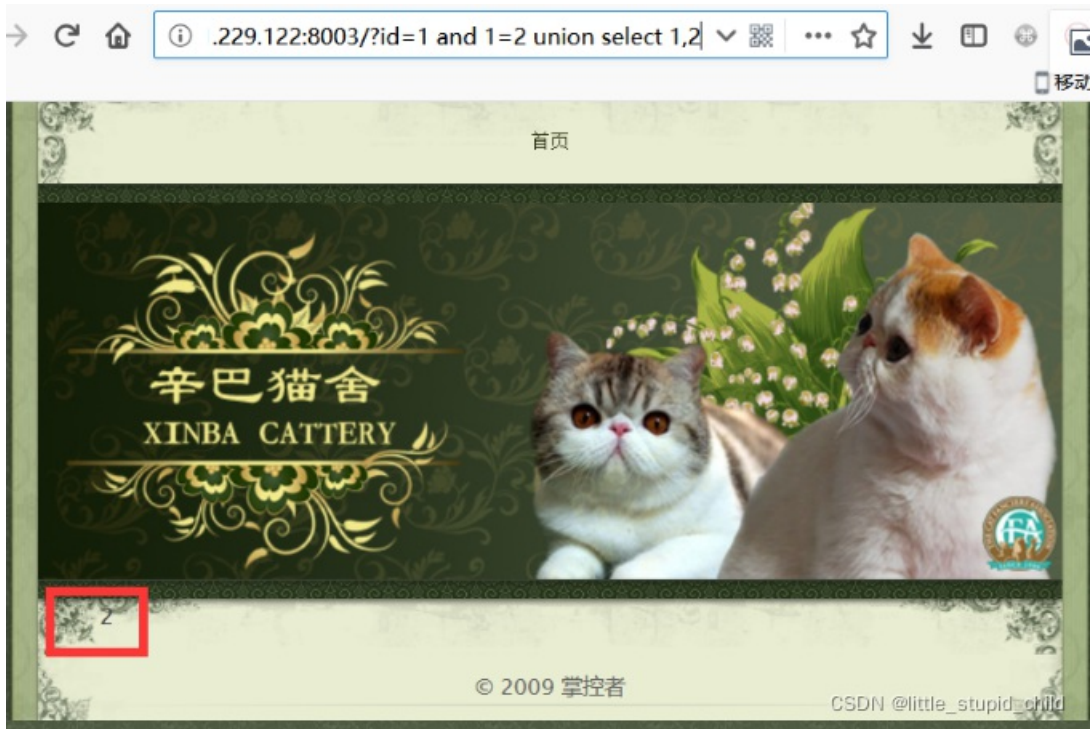 .229.122:8003/?id=1 and 1=2 union select 1,2
移动
首页
辛巴猫舍
XINBA CATTERY
2
© 2009 掌控者
CSDN @little_stupid_child